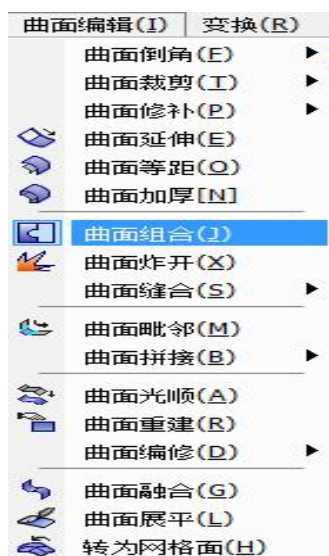 曲面编辑(I) 变换(R)
曲面倒角(F)
曲面裁剪(T)
曲面修补(P)
曲面延伸(E)
曲面等距(O)
曲面加厚[N]
曲面组合(J)
曲面炸开(X)
曲面缝合(S)
曲面毗邻(M)
曲面拼接(B)
曲面光顺(A)
曲面重建(R)
曲面编修(D)
曲面融合(G)
曲面展平(L)
转为网格面(H)